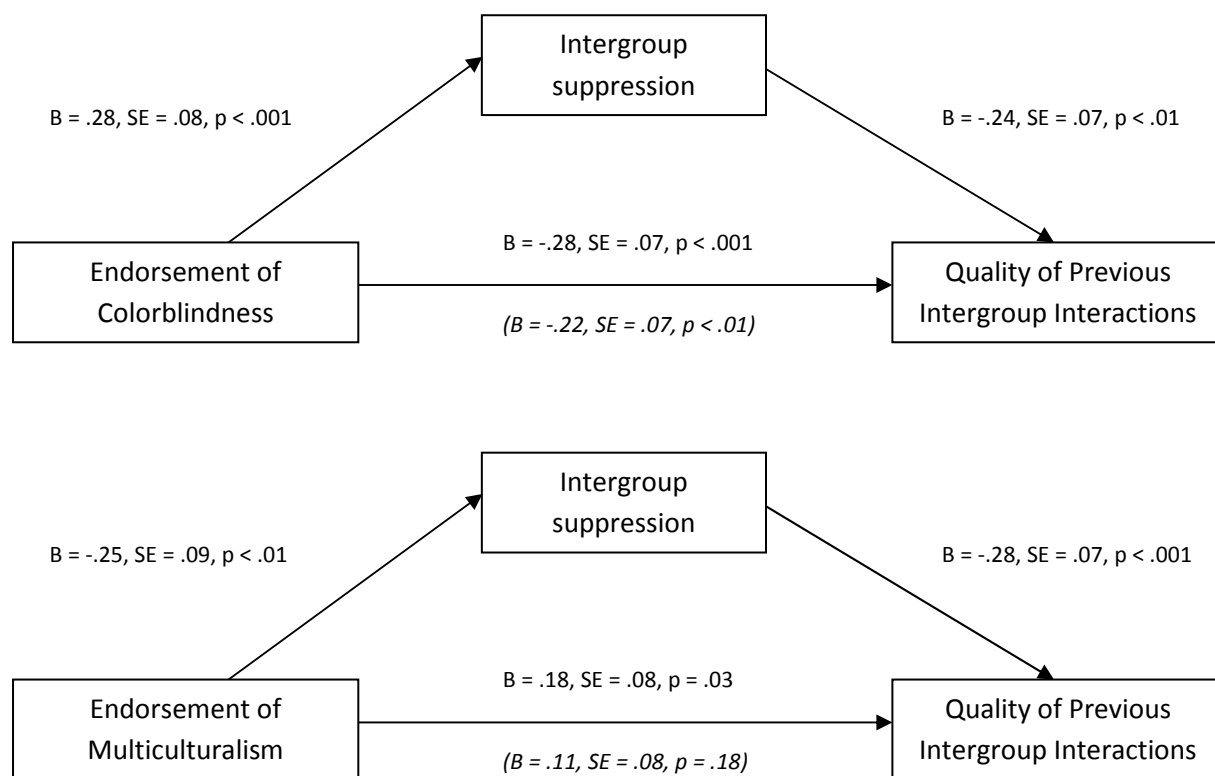 Intergroup
suppression
B = .28, SE = .08, p < .001
B = -.24, SE = .07, p < .01
B = -.28, SE = .07, p < .001
Endorsement of
Colorblindness
Quality of Previous
Intergroup Interactions
(B = -.22, SE = .07, p < .01)
Intergroup
suppression
B = -.25, SE = .09, p < .01
B = -.28, SE = .07, p < .001
B = .18, SE = .08, p = .03
Endorsement of
Multiculturalism
Quality of Previous
Intergroup Interactions
(B = .11, SE = .08, p = .18)